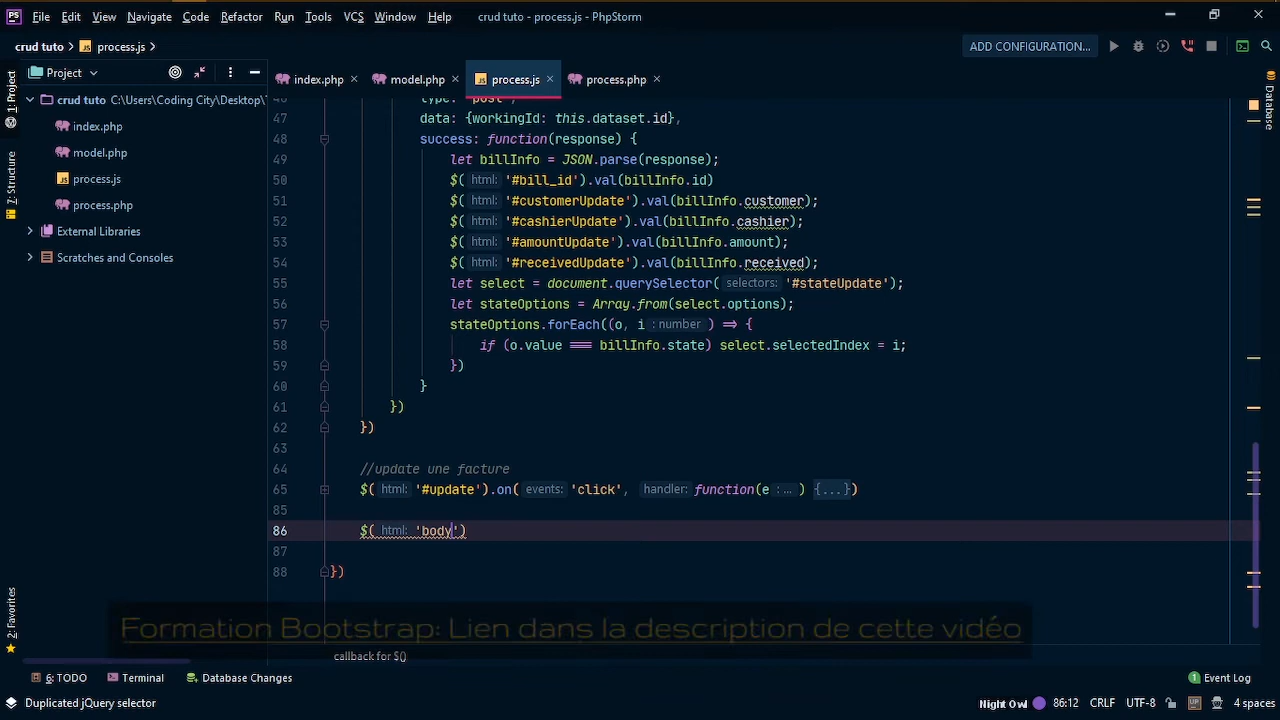 PS File Edit View Navigate Code Refactor Run Tools VCS Window Help crud tuto - process.js - PhpStorm
crud tuto process.js ADD CONFIGURATION...
1: Project
Z: Structure
2: Favorites
Project
crud tuto C:\Users\Coding City\Desktop\
index.php
model.php
process.js
process.php
External Libraries
Scratches and Consoles
index.php model.php process.js process.php
47 data: {workingId: this.dataset.id},
48 success: function(response) {
49 let billInfo = JSON.parse(response);
50 $( html: '#bill_id').val(billInfo.id)
51 $( html: '#customerUpdate').val(billInfo.customer);
52 $( html: '#cashierUpdate').val(billInfo.cashier);
53 $( html: '#amountUpdate').val(billInfo.amount);
54 $( html: '#receivedUpdate').val(billInfo.received);
55 let select = document.querySelector( selectors: '#stateUpdate');
56 let stateOptions = Array.from(select.options);
57 stateOptions.forEach((o, i : number ) => {
58 if (o.value === billInfo.state) select.selectedIndex = i;
59 })
60 }
61 })
62 })
63
64 //update une facture
65 $( html: '#update').on( events: 'click', handler: function(e : ... ) {...})
85
86 $( html: 'body')
87
88 })
Formation Bootstrap: Lien dans la description de cette vidéo
callback for $()
Database
6: TODO Terminal Database Changes 1 Event Log
Duplicated jQuery selector Night Owl 86:12 CRLF UTF-8 UP 4 spaces